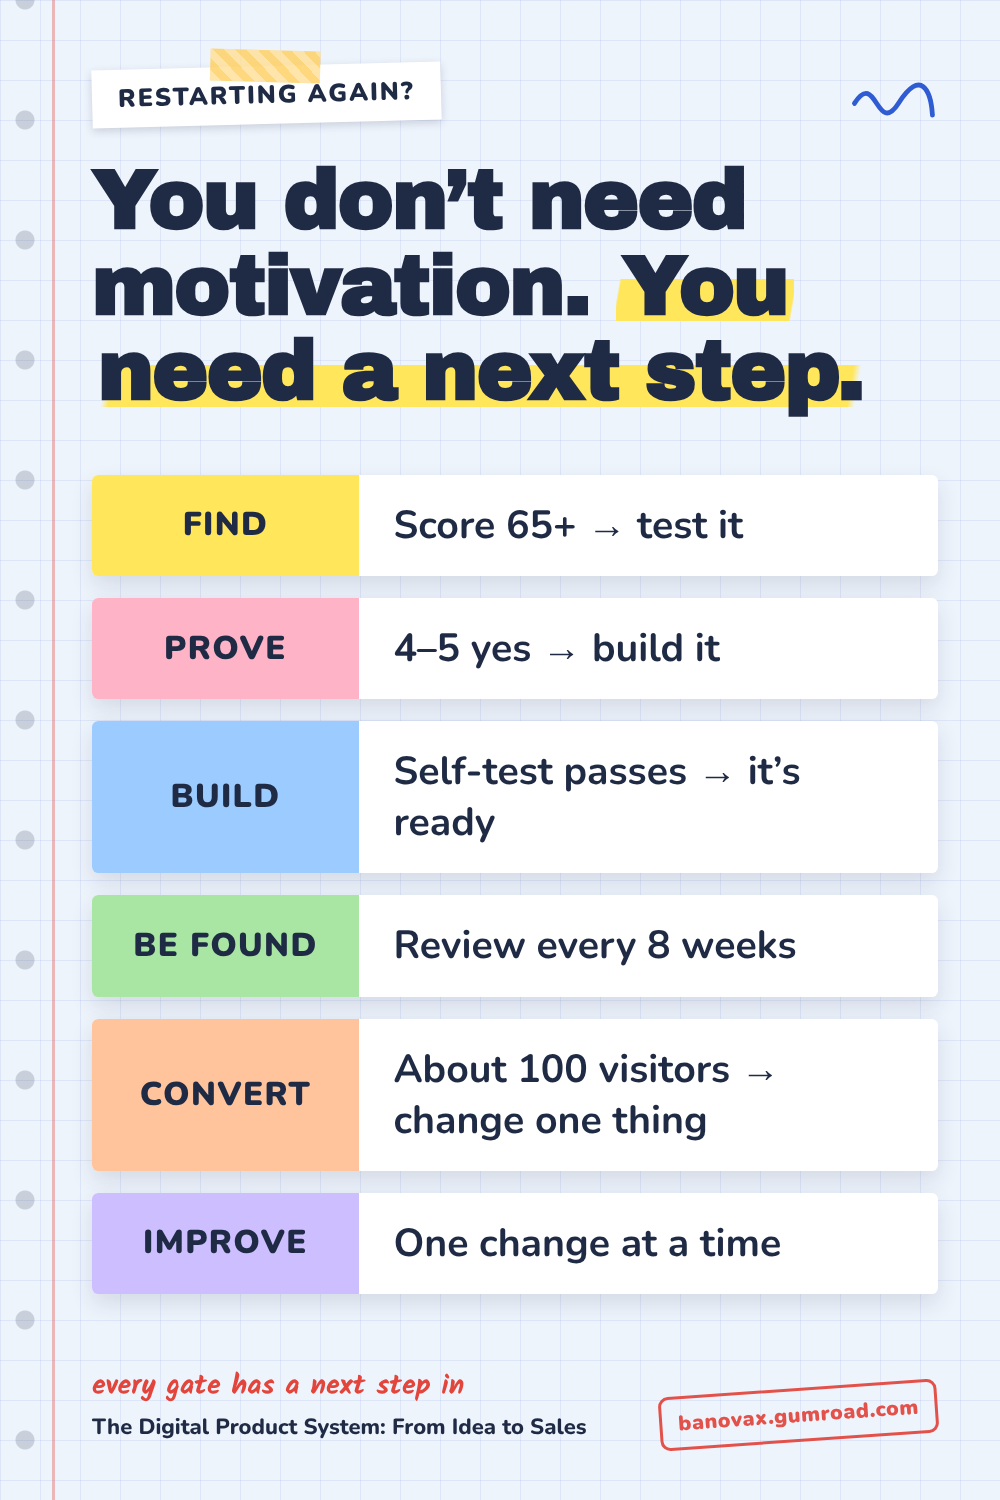 RESTARTING AGAIN?
You don’t need
motivation. You
need a next step.
FIND
Score 65+ → test it
PROVE
4–5 yes → build it
BUILD
Self-test passes → it’s
ready
BE FOUND
Review every 8 weeks
CONVERT
About 100 visitors →
change one thing
IMPROVE
One change at a time
every gate has a next step in
The Digital Product System: From Idea to Sales
banovax.gumroad.com